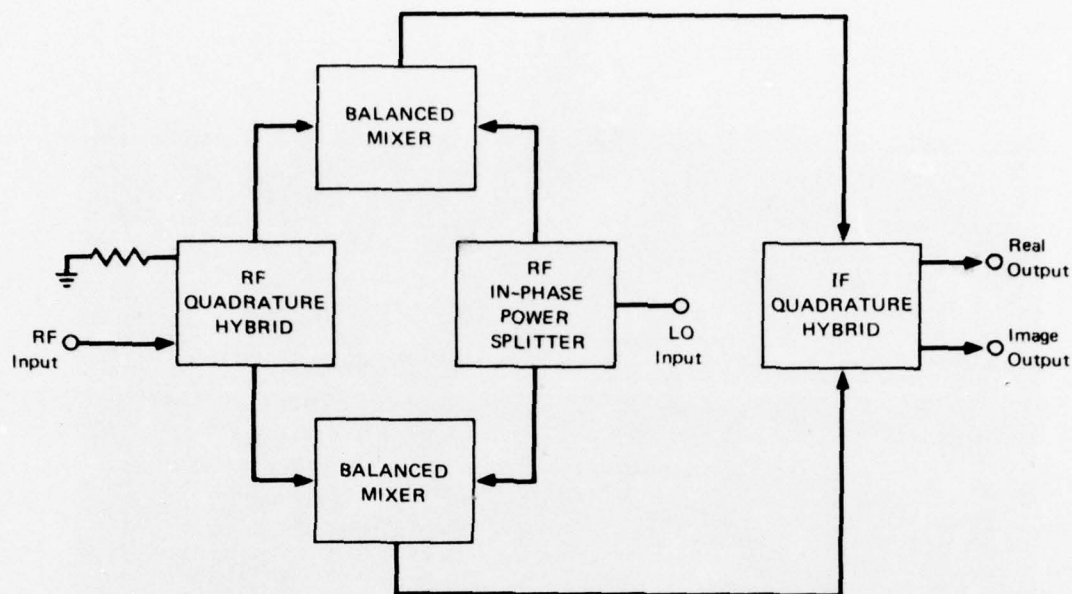 BALANCED
MIXER
RF
QUADRATURE
HYBRID
RF
Input
RF
IN-PHASE
POWER
SPLITTER
LO
Input
IF
QUADRATURE
HYBRID
Real
Output
Image
Output
BALANCED
MIXER